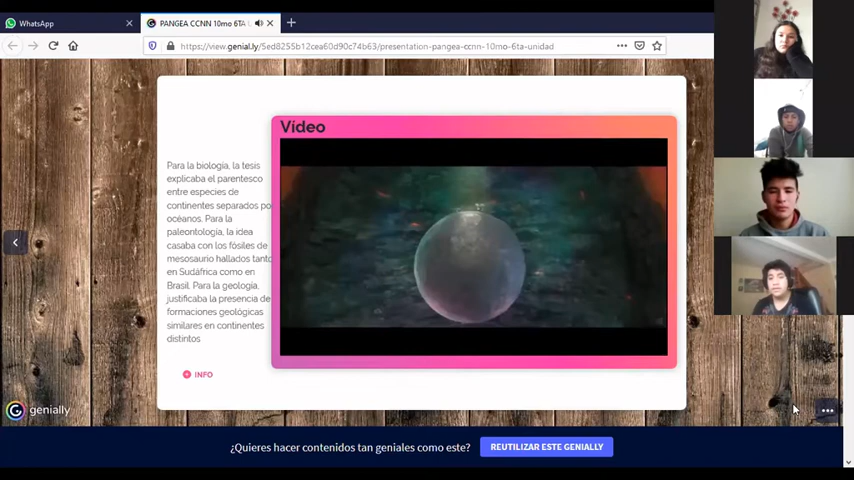 WhatsApp
PANGEA CCNN 10mo 6TA U
https://view.genial.ly/5ed8255b12cea60d90c74b63/presentation-pangea-ccnn-10mo-6ta-unidad
Vídeo
Para la biología, la tesis
explicaba el parentesco
entre especies de
continentes separados po
océanos. Para la
paleontología, la idea
casaba con los fósiles de
mesosaurio hallados tanto
en Sudáfrica como en
Brasil. Para la geología,
justificaba la presencia de
formaciones geológicas
similares en continentes
distintos
INFO
genially
¿Quieres hacer contenidos tan geniales como este?
REUTILIZAR ESTE GENIALLY